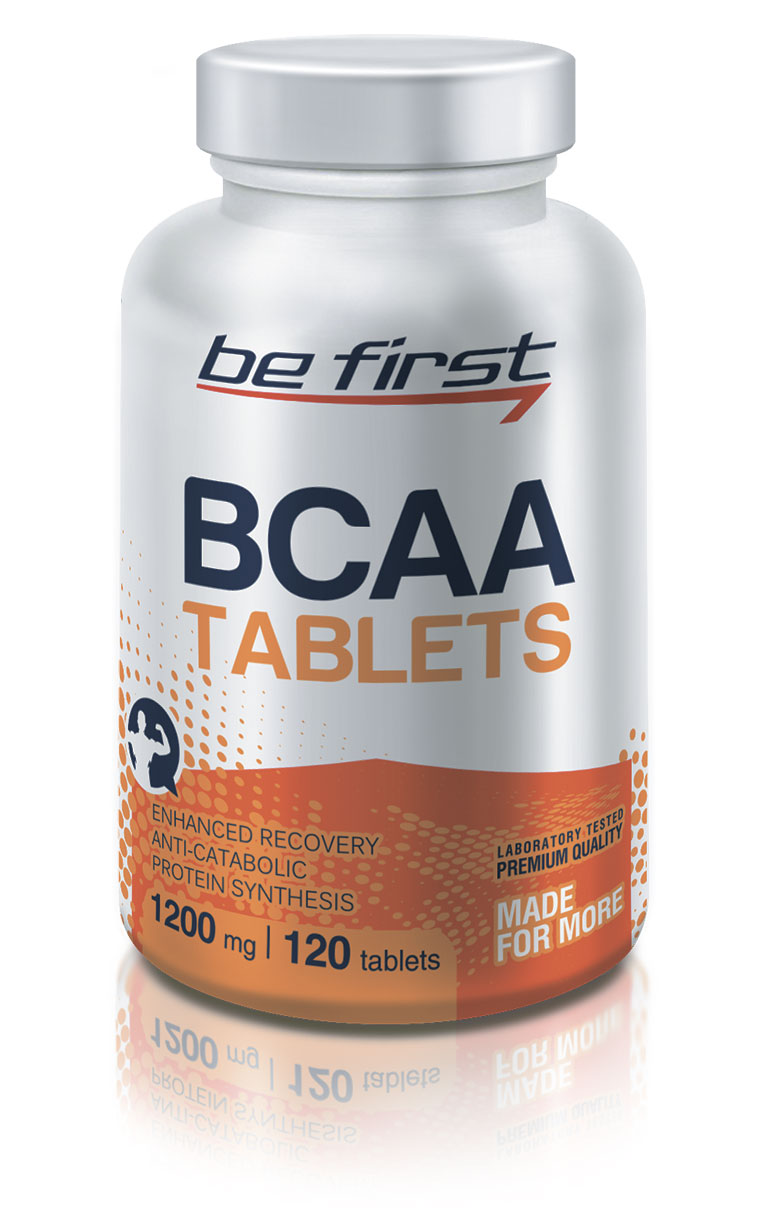 be first
BCAA
TABLETS
ENHANCED RECOVERY
ANTI-CATABOLIC
PROTEIN SYNTHESIS
1200 mg | 120 tablets
LABORATORY TESTED
PREMIUM QUALITY
MADE
FOR MORE